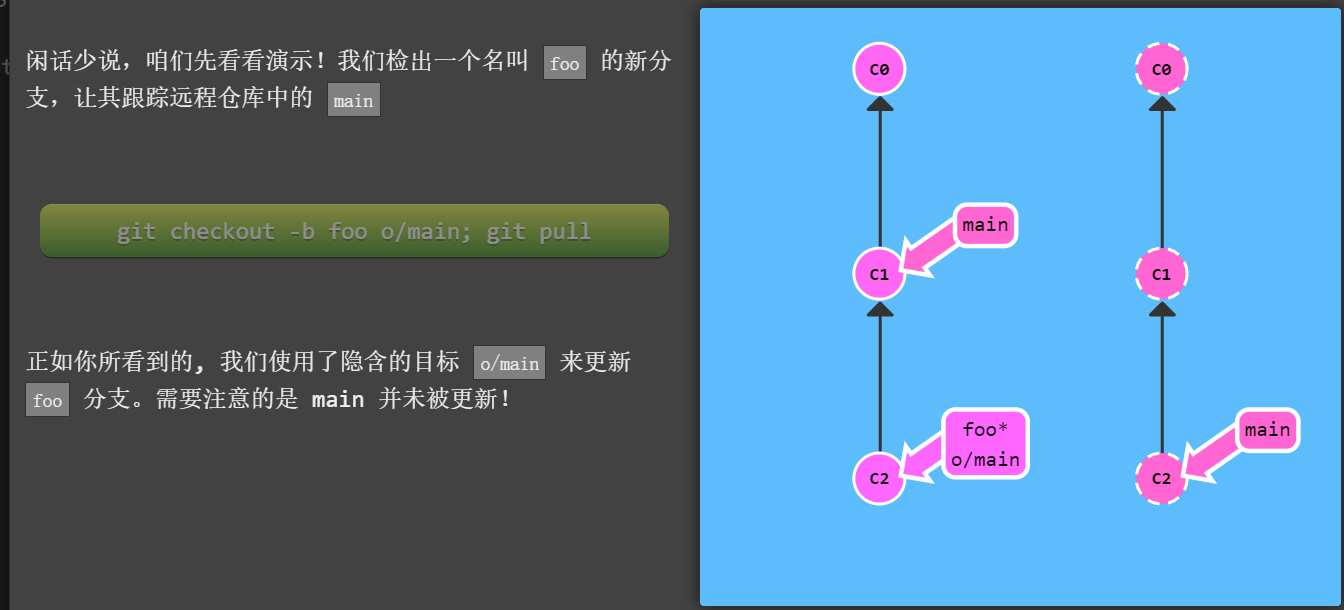 闲话少说，咱们先看看演示！我们检出一个名叫 foo 的新分
支，让其跟踪远程仓库中的 main
git checkout -b foo o/main; git pull
正如你所看到的, 我们使用了隐含的目标 o/main 来更新
foo 分支。需要注意的是 main 并未被更新！
C0
main
C1
foo*
o/main
C2
C0
C1
main
C2